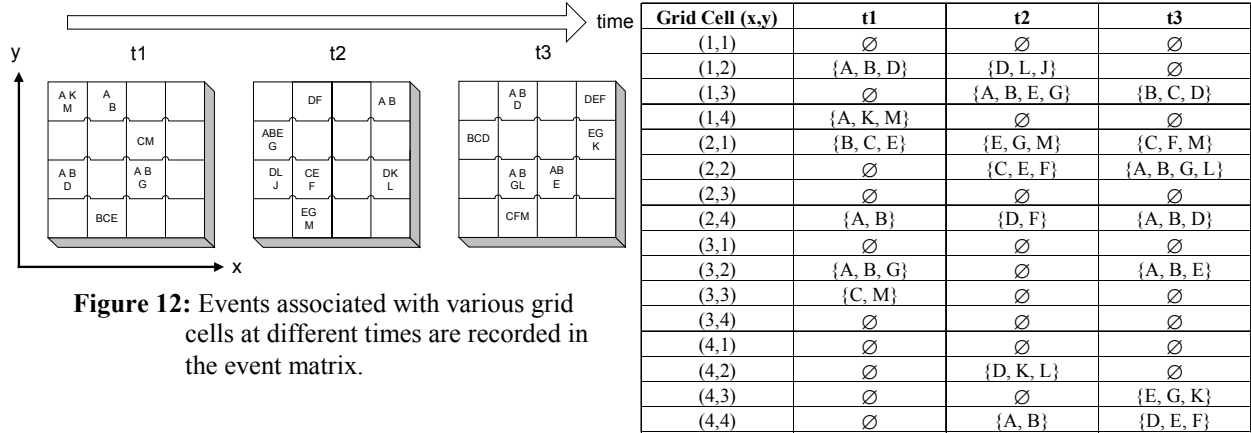 time
t1 t2 t3
y
A K
M
A
B
CM
A B
D
A B
G
BCE
DF
A B
ABE
G
DL
J
CE
F
DK
L
EG
M
A B
D
DEF
BCD
EG
K
A B
GL
AB
E
CFM
x
Figure 12: Events associated with various grid
cells at different times are recorded in
the event matrix.
Grid Cell (x,y) t1 t2 t3
(1,1) ∅ ∅ ∅
(1,2) {A, B, D} {D, L, J} ∅
(1,3) ∅ {A, B, E, G} {B, C, D}
(1,4) {A, K, M} ∅ ∅
(2,1) {B, C, E} {E, G, M} {C, F, M}
(2,2) ∅ {C, E, F} {A, B, G, L}
(2,3) ∅ ∅ ∅
(2,4) {A, B} {D, F} {A, B, D}
(3,1) ∅ ∅ ∅
(3,2) {A, B, G} ∅ {A, B, E}
(3,3) {C, M} ∅ ∅
(3,4) ∅ ∅ ∅
(4,1) ∅ ∅ ∅
(4,2) ∅ {D, K, L} ∅
(4,3) ∅ ∅ {E, G, K}
(4,4) ∅ {A, B} {D, E, F}